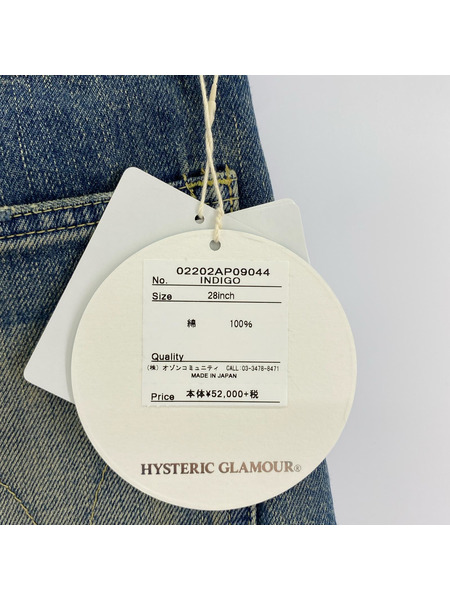 02202AP09044
No. INDIGO
Size 28inch
綿 100%
Quality
(株) オゾンコミュニティ CALL:03-3478-8471
MADE IN JAPAN
Price 本体¥52,000+税
HYSTERIC GLAMOUR®